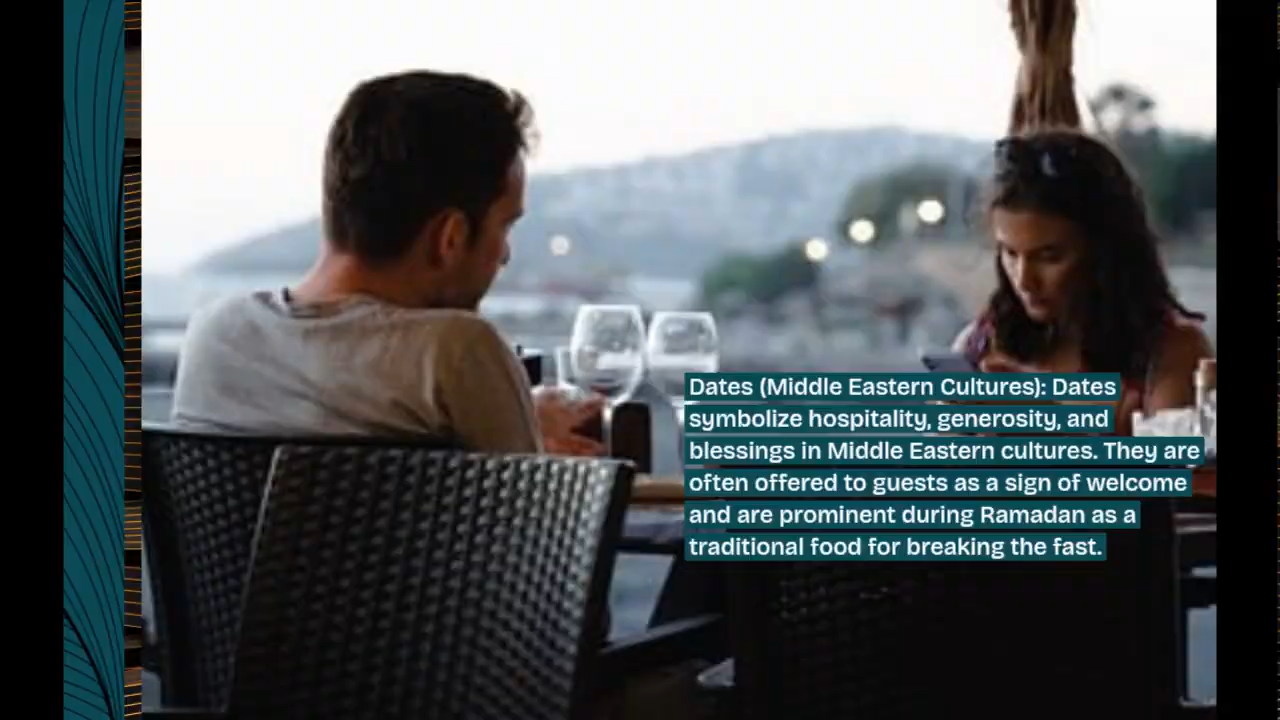 Dates (Middle Eastern Cultures): Dates
symbolize hospitality, generosity, and
blessings in Middle Eastern cultures. They are
often offered to guests as a sign of welcome
and are prominent during Ramadan as a
traditional food for breaking the fast.